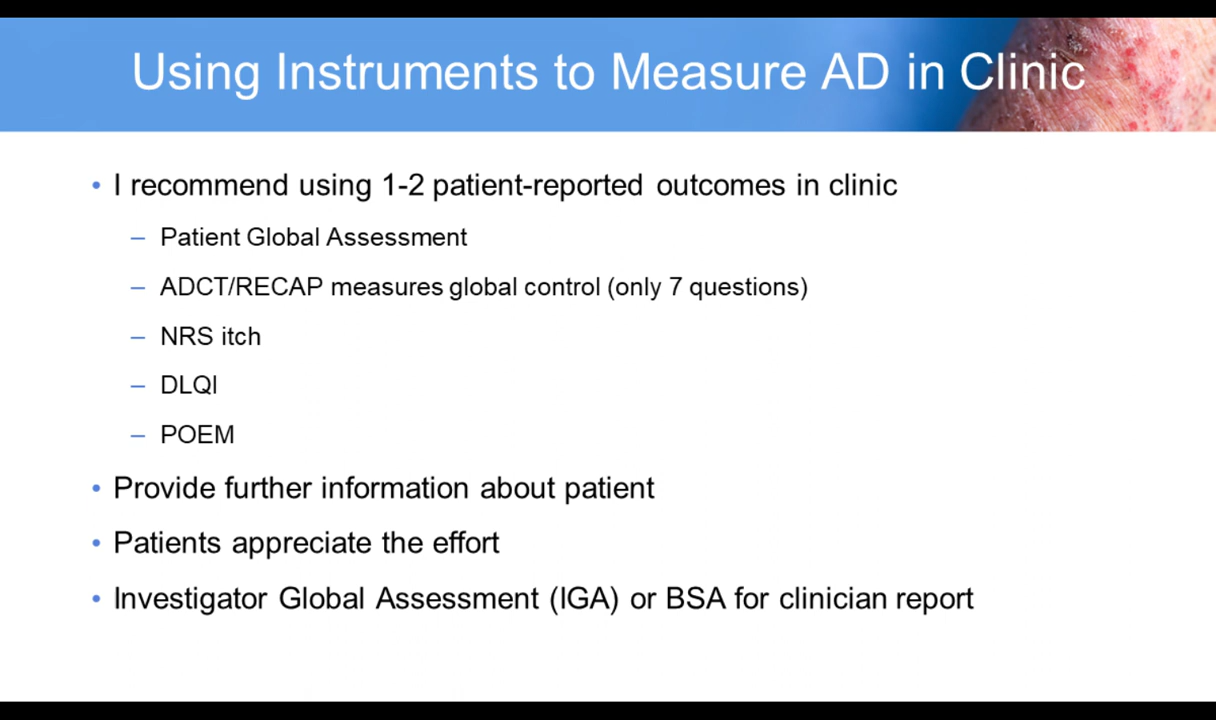 Using Instruments to Measure AD in Clinic
• I recommend using 1-2 patient-reported outcomes in clinic
– Patient Global Assessment
– ADCT/RECAP measures global control (only 7 questions)
– NRS itch
– DLQI
– POEM
• Provide further information about patient
• Patients appreciate the effort
• Investigator Global Assessment (IGA) or BSA for clinician report